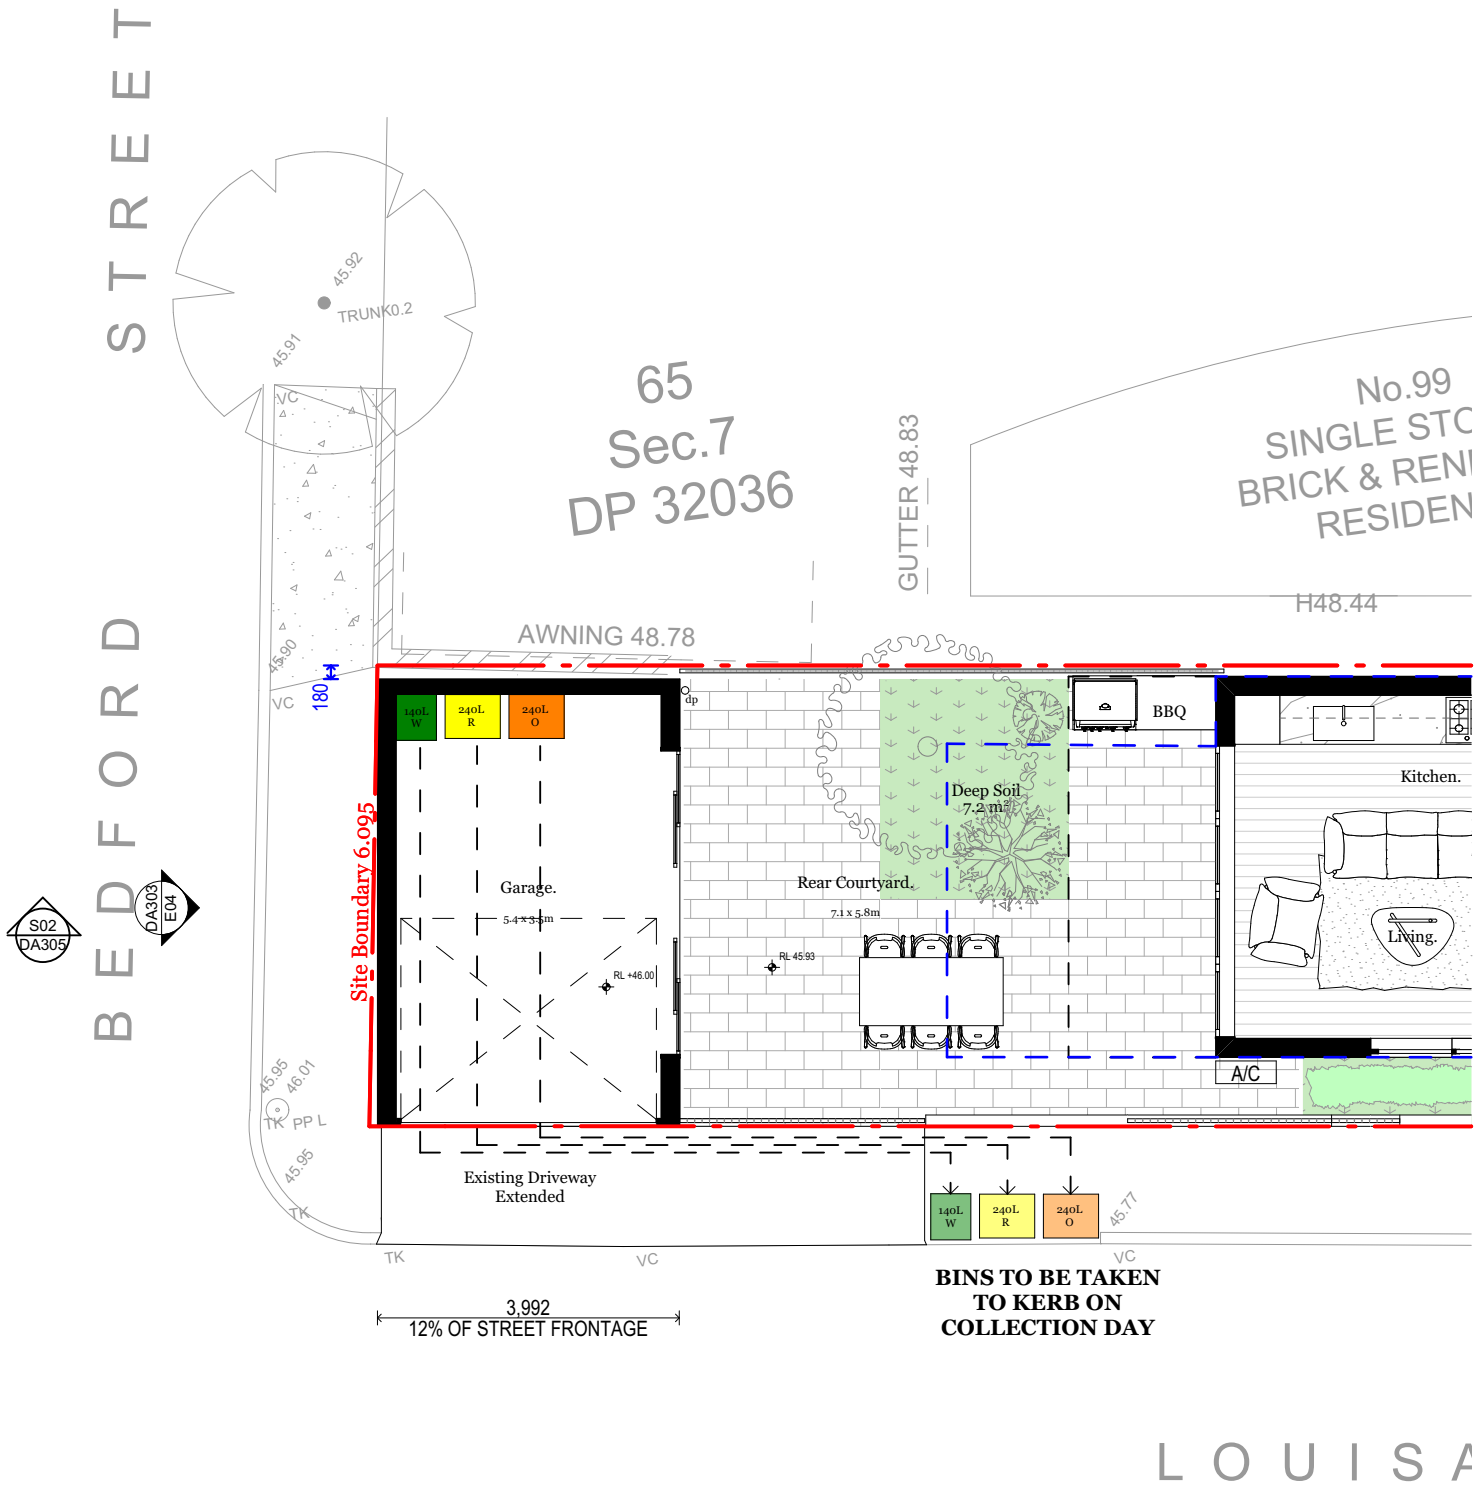 BEDFORD STREET
45.92
TRUNK0.2
45.91
VC
65
Sec.7
DP 32036
GUTTER 48.83
No.99
SINGLE STO
BRICK & REN
RESIDEN
H48.44
AWNING 48.78
45.90
VC
180
140L
W
240L
R
240L
O
dp
BBQ
Kitchen.
Deep Soil
7.2 m²
Site Boundary 6.095
Garage.
5.4 x 3.5m
Rear Courtyard.
7.1 x 5.8m
S02
DA305
DA303
E04
Living.
RL 45.93
RL +46.00
A/C
45.95
46.01
TK
PP L
45.95
TK
Existing Driveway
Extended
140L
W
240L
R
240L
O
45.77
TK
VC
VC
BINS TO BE TAKEN
TO KERB ON
COLLECTION DAY
3,992
12% OF STREET FRONTAGE
LOUISA